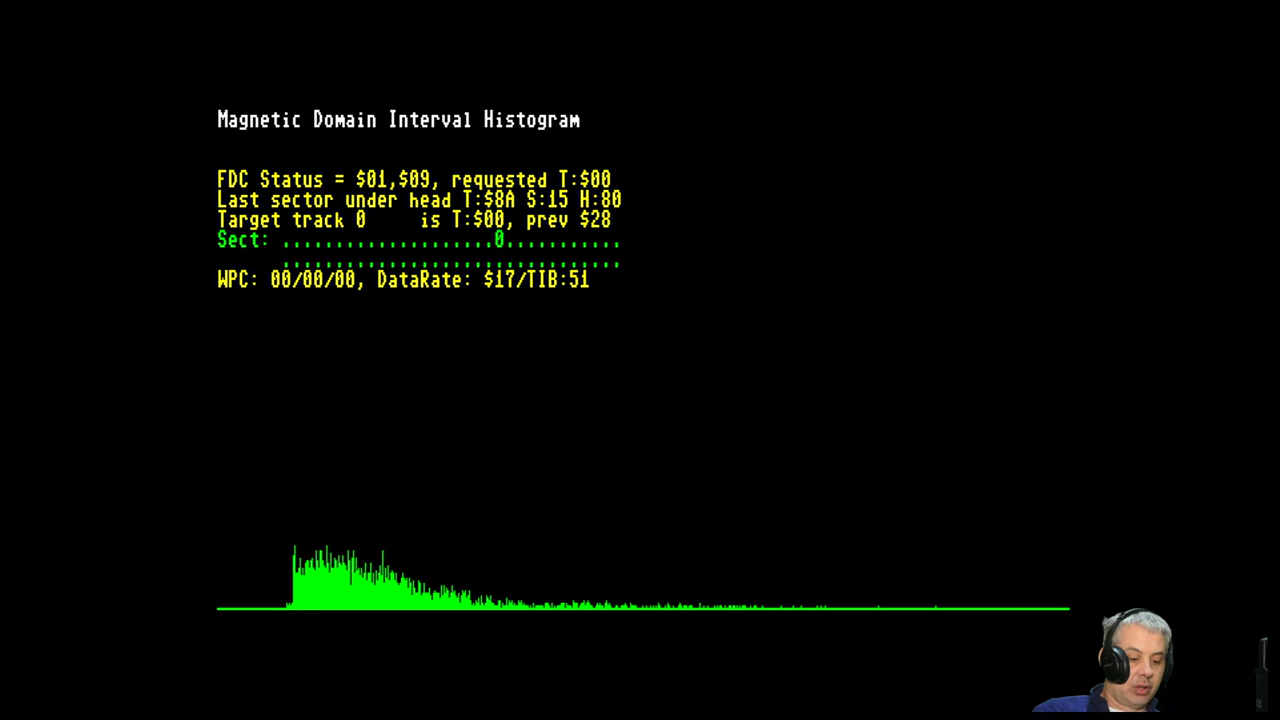 Magnetic Domain Interval Histogram
FDC Status = $01,$09, requested T:$00
Last sector under head T:$8A S:15 H:80
Target track 0     is T:$00, prev $28
Sect: ....................0...........
................................
WPC: 00/00/00, DataRate: $17/TIB:51